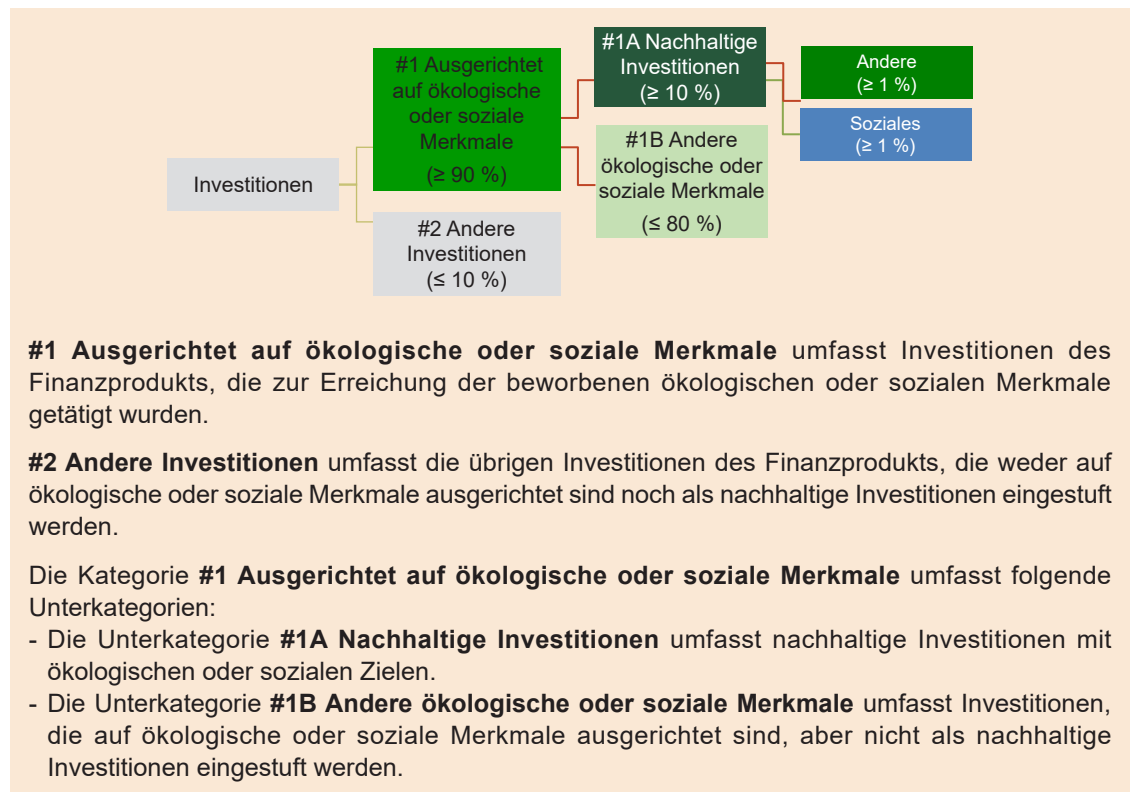 #1A Nachhaltige
Investitionen
(≥ 10 %)
Andere
(≥ 1 %)
#1 Ausgerichtet
auf ökologische
oder soziale
Merkmale
(≥ 90 %)
Soziales
(≥ 1 %)
#1B Andere
ökologische oder
soziale Merkmale
(≤ 80 %)
Investitionen
#2 Andere
Investitionen
(≤ 10 %)
#1 Ausgerichtet auf ökologische oder soziale Merkmale umfasst Investitionen des
Finanzprodukts, die zur Erreichung der beworbenen ökologischen oder sozialen Merkmale
getätigt wurden.
#2 Andere Investitionen umfasst die übrigen Investitionen des Finanzprodukts, die weder auf
ökologische oder soziale Merkmale ausgerichtet sind noch als nachhaltige Investitionen eingestuft
werden.
Die Kategorie #1 Ausgerichtet auf ökologische oder soziale Merkmale umfasst folgende
Unterkategorien:
- Die Unterkategorie #1A Nachhaltige Investitionen umfasst nachhaltige Investitionen mit
ökologischen oder sozialen Zielen.
- Die Unterkategorie #1B Andere ökologische oder soziale Merkmale umfasst Investitionen,
die auf ökologische oder soziale Merkmale ausgerichtet sind, aber nicht als nachhaltige
Investitionen eingestuft werden.